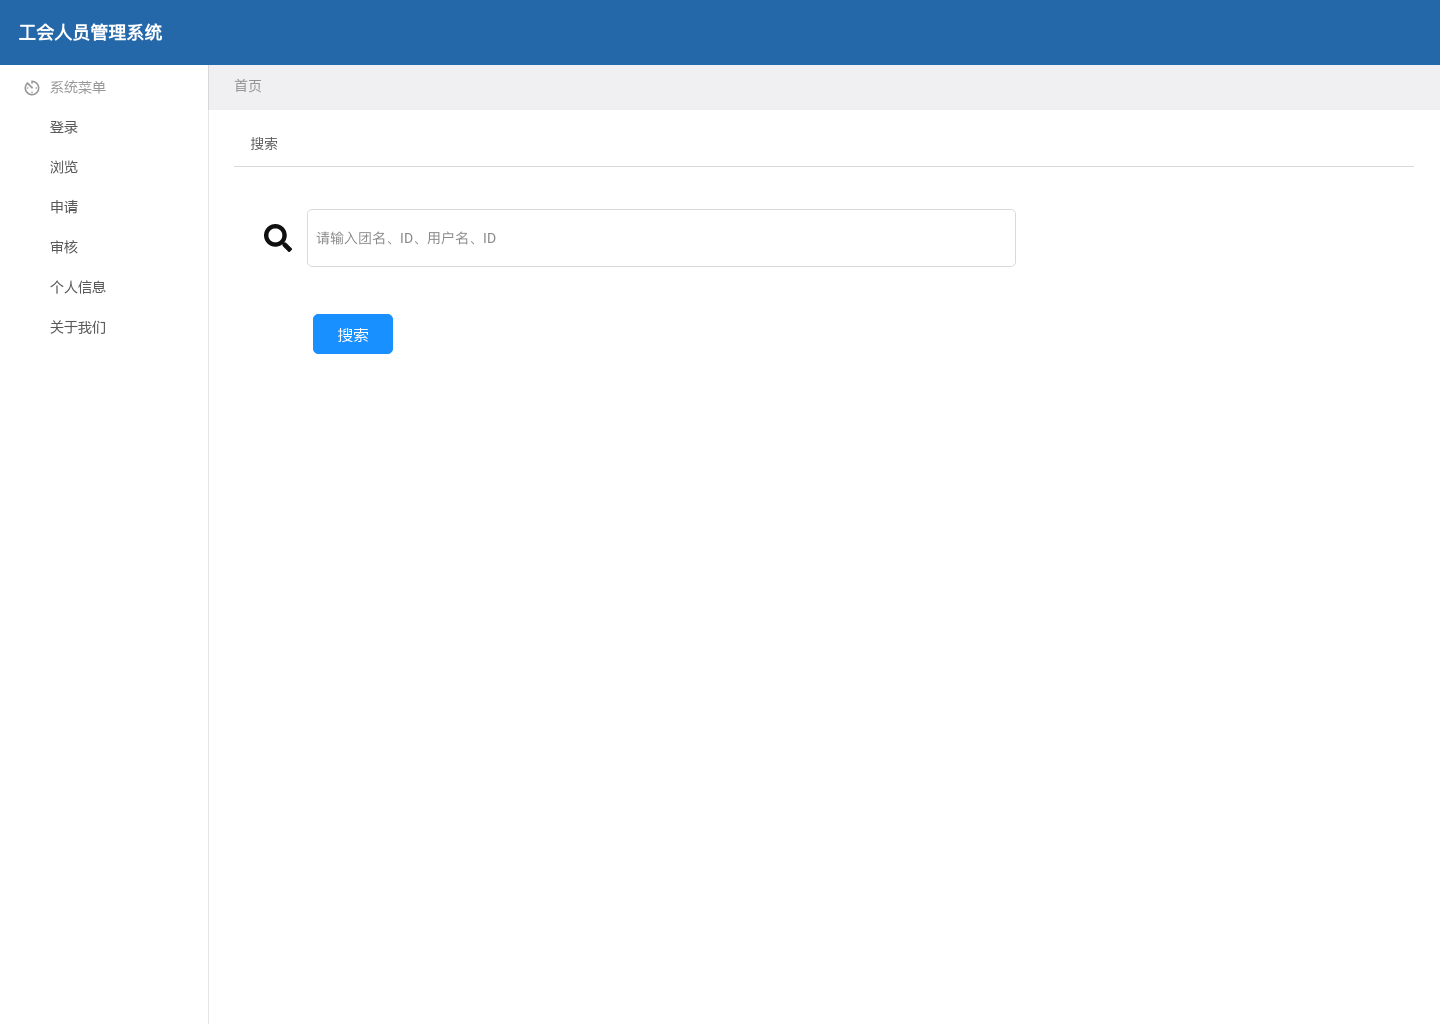 工会人员管理系统
系统菜单
登录
浏览
申请
审核
个人信息
关于我们
首页
搜索
请输入团名、ID、用户名、ID
搜索